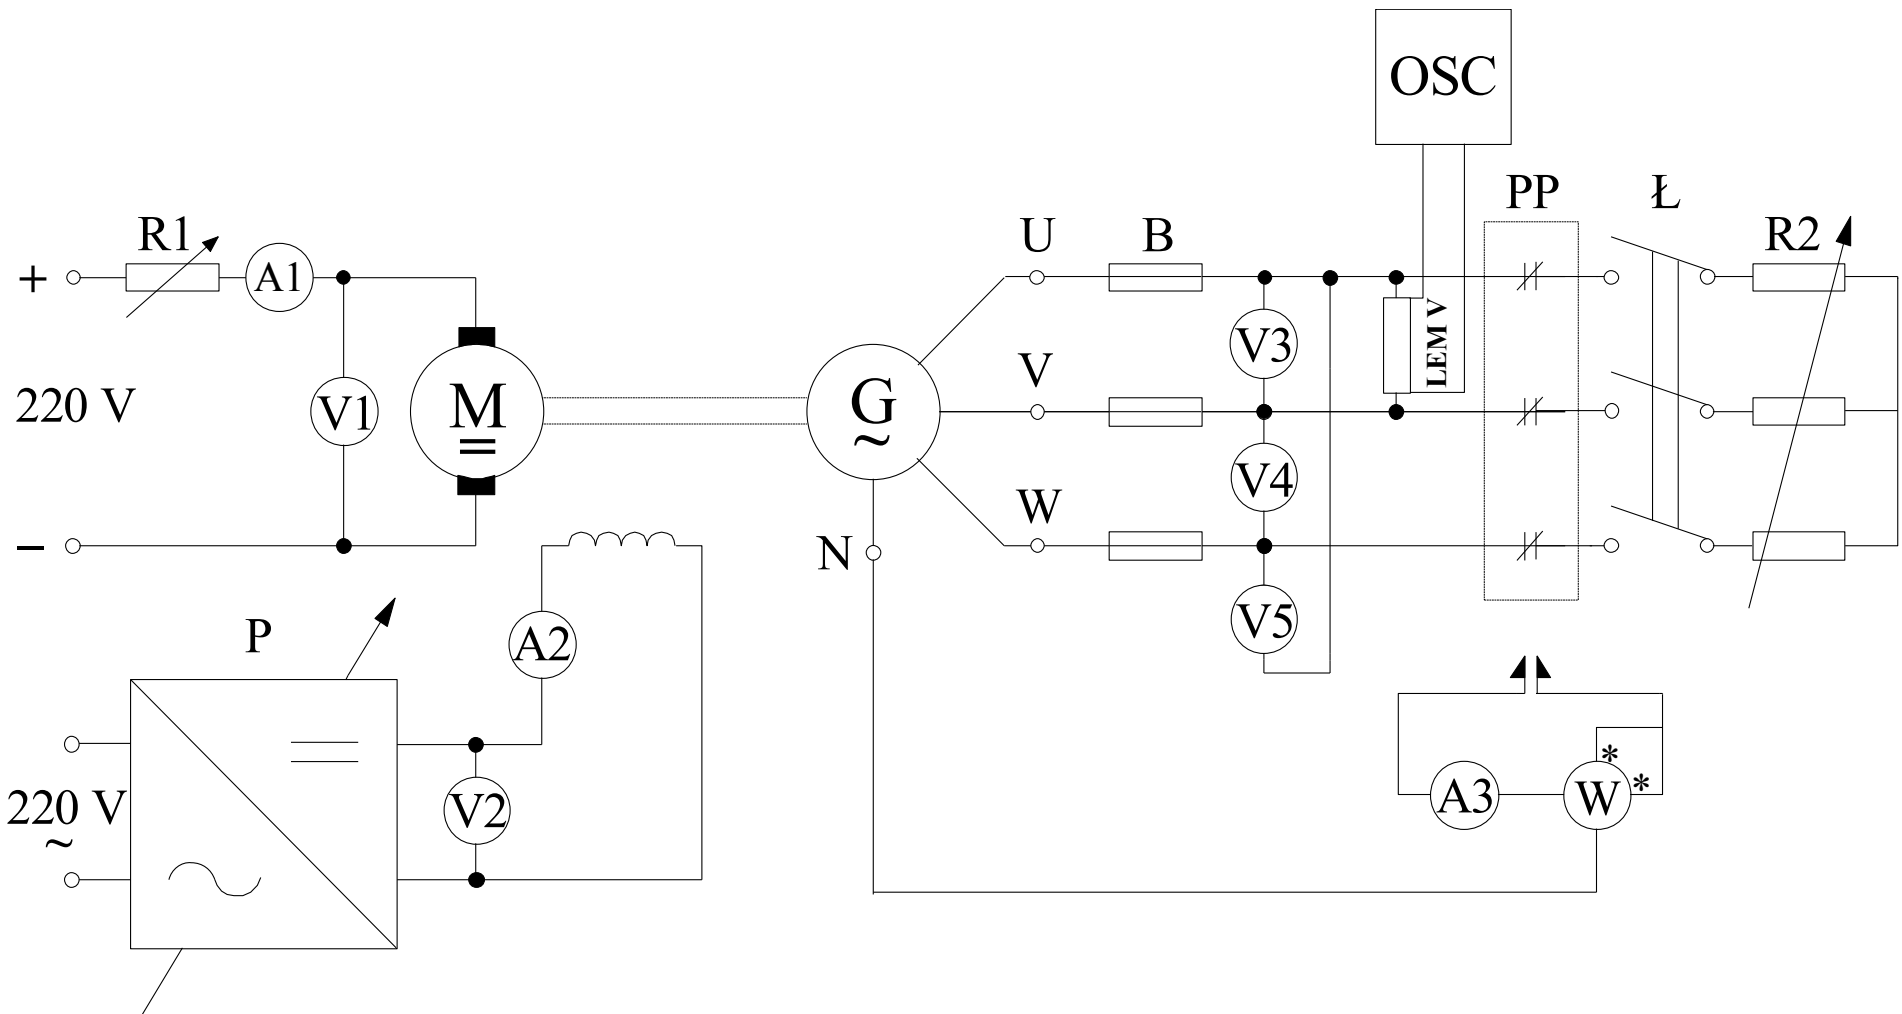 OSC
PP
Ł
R1
U
B
R2
+
A1
V3
LEM V
V
220 V
V1
M
=
G
~
V4
W
–
N
V5
P
A2
220 V
~
V2
A3
W
*
*